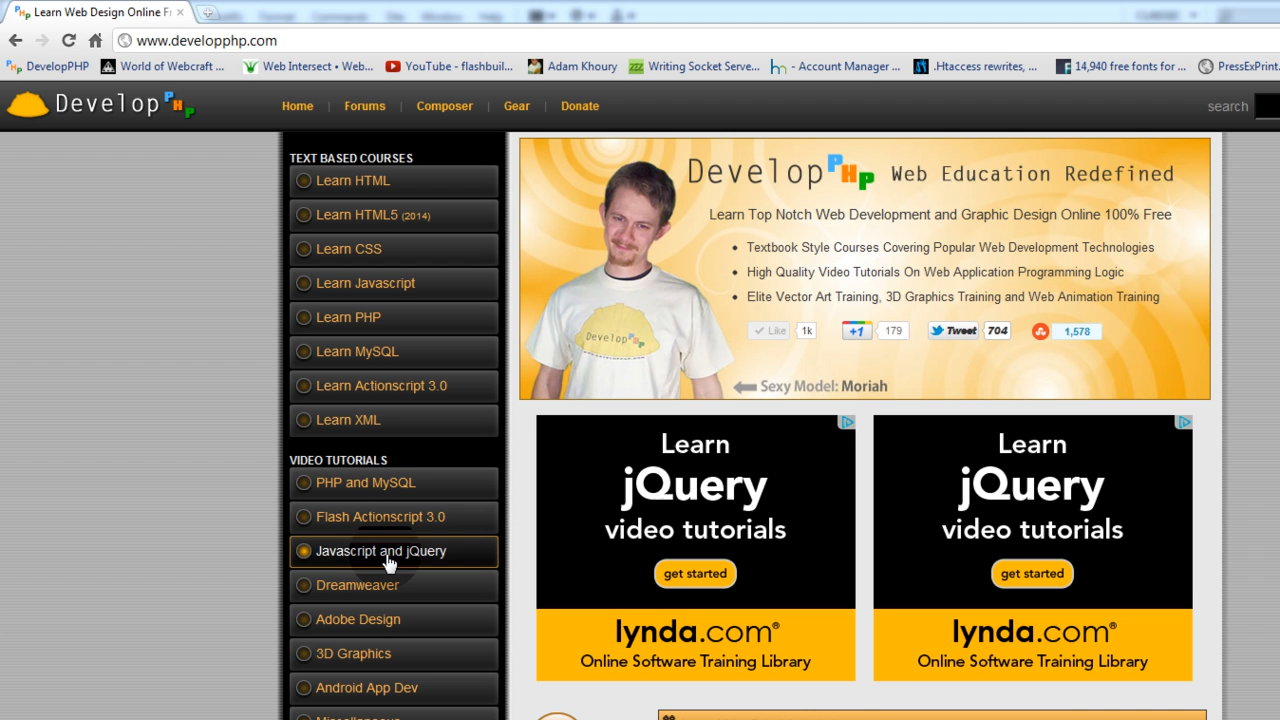 PHP Learn Web Design Online Fr ×
www.developphp.com
DevelopPHP World of Warcraft ... Web Intersect • Web... YouTube - flashbuil... Adam Khoury Writing Socket Serve... - Account Manager ... .Htaccess rewrites, ... 14,940 free fonts for ... PressExPrint.
Develop PHP Home | Forums | Composer | Gear | Donate search
TEXT BASED COURSES
Learn HTML
Learn HTML5 (2014)
Learn CSS
Learn Javascript
Learn PHP
Learn MySQL
Learn Actionscript 3.0
Learn XML
VIDEO TUTORIALS
PHP and MySQL
Flash Actionscript 3.0
Javascript and jQuery
Dreamweaver
Adobe Design
3D Graphics
Android App Dev
Develop PHP Web Education Redefined
Learn Top Notch Web Development and Graphic Design Online 100% Free
• Textbook Style Courses Covering Popular Web Development Technologies
• High Quality Video Tutorials On Web Application Programming Logic
• Elite Vector Art Training, 3D Graphics Training and Web Animation Training
Like 1k +1 179 Tweet 704 1,578
Sexy Model: Moriah
Develop PHP
Learn
jQuery
video tutorials
get started
lynda.com®
Online Software Training Library
Learn
jQuery
video tutorials
get started
lynda.com®
Online Software Training Library